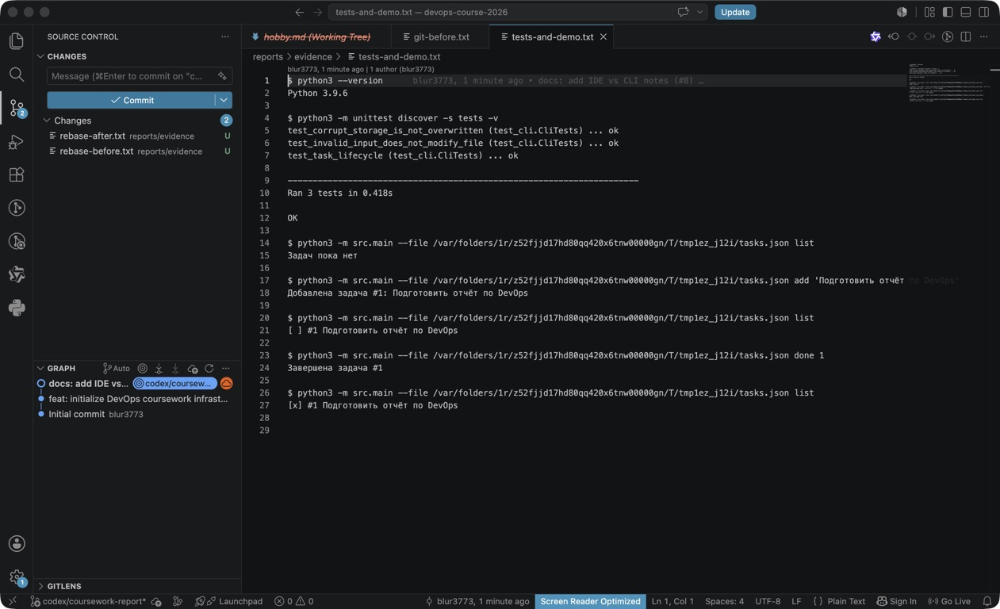 tests-and-demo.txt — devops-course-2026
Update
SOURCE CONTROL
CHANGES
Message (⌘Enter to commit on "c...
Commit
Changes
2
rebase-after.txt reports/evidence U
rebase-before.txt reports/evidence U
2
GRAPH
Auto
docs: add IDE vs... codex/coursew...
feat: initialize DevOps coursework infrast...
Initial commit blur3773
GITLENS
1
hobby.md (Working Tree)
git-before.txt
tests-and-demo.txt
reports > evidence > tests-and-demo.txt
blur3773, 1 minute ago | 1 author (blur3773)
1 $ python3 --version blur3773, 1 minute ago • docs: add IDE vs CLI notes (#8) …
2 Python 3.9.6
3
4 $ python3 -m unittest discover -s tests -v
5 test_corrupt_storage_is_not_overwritten (test_cli.CliTests) ... ok
6 test_invalid_input_does_not_modify_file (test_cli.CliTests) ... ok
7 test_task_lifecycle (test_cli.CliTests) ... ok
8
9 ----------------------------------------------------------------------
10 Ran 3 tests in 0.418s
11
12 OK
13
14 $ python3 -m src.main --file /var/folders/1r/z52fjjd17hd80qq420x6tnw00000gn/T/tmp1ez_j12i/tasks.json list
15 Задач пока нет
16
17 $ python3 -m src.main --file /var/folders/1r/z52fjjd17hd80qq420x6tnw00000gn/T/tmp1ez_j12i/tasks.json add 'Подготовить отчёт по DevOps'
18 Добавлена задача #1: Подготовить отчёт по DevOps
19
20 $ python3 -m src.main --file /var/folders/1r/z52fjjd17hd80qq420x6tnw00000gn/T/tmp1ez_j12i/tasks.json list
21 [ ] #1 Подготовить отчёт по DevOps
22
23 $ python3 -m src.main --file /var/folders/1r/z52fjjd17hd80qq420x6tnw00000gn/T/tmp1ez_j12i/tasks.json done 1
24 Завершена задача #1
25
26 $ python3 -m src.main --file /var/folders/1r/z52fjjd17hd80qq420x6tnw00000gn/T/tmp1ez_j12i/tasks.json list
27 [x] #1 Подготовить отчёт по DevOps
28
29
codex/coursework-report* Launchpad 0 0 blur3773, 1 minute ago Screen Reader Optimized Ln 1, Col 1 Spaces: 4 UTF-8 LF { } Plain Text Sign In Go Live